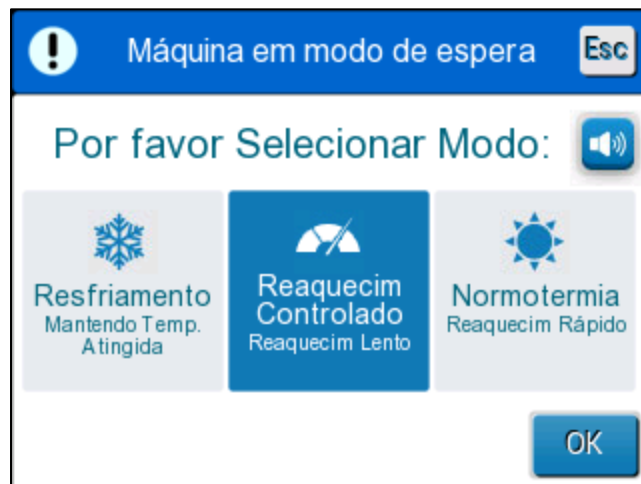 Máquina em modo de espera
Esc
Por favor Selecionar Modo:
Resfriamento
Mantendo Temp.
Atingida
Reaquecim
Controlado
Reaquecim Lento
Normotermia
Reaquecim Rápido
OK